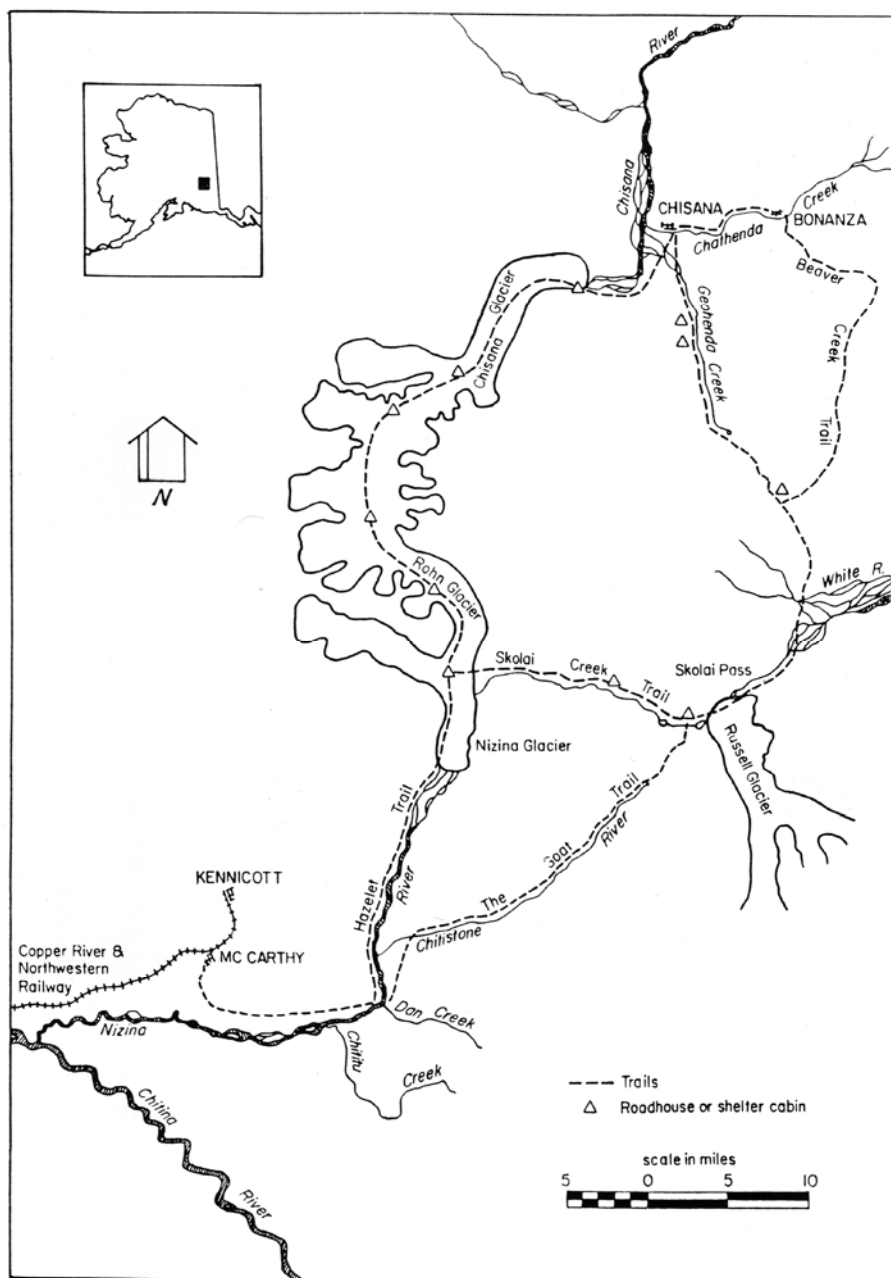 River
Chisana
CHISANA
Creek
BONANZA
Chathenda
Beaver
Creek
Trail
Geohenda Creek
Glacier
Chisana
N
Rohn Glacier
White R.
Skolai Creek Trail
Skolai Pass
Nizina Glacier
Russell Glacier
Hazelet Trail
River
The Goat Trail
Chitistone River
KENNICOTT
Copper River &
Northwestern
Railway
MC CARTHY
Nizina
Dan Creek
Chititu
Creek
Chitina
River
Trails
Roadhouse or shelter cabin
scale in miles
5 0 5 10